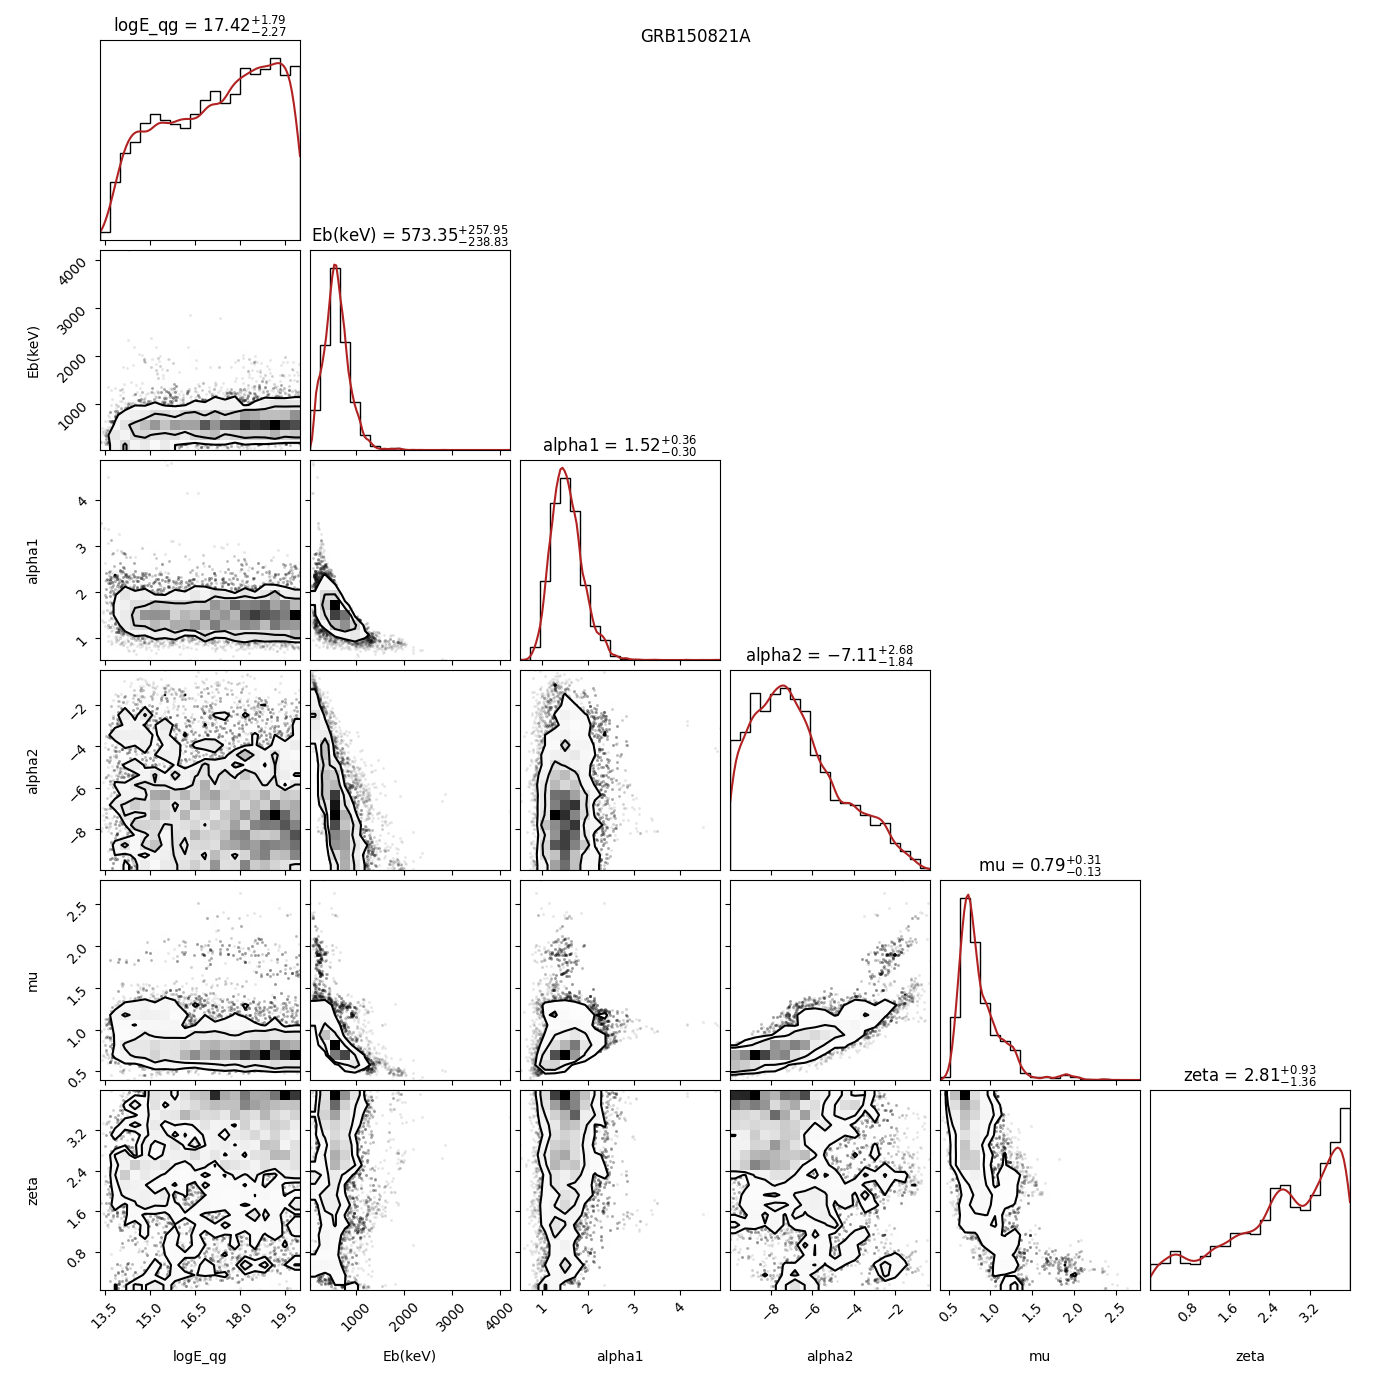 GRB150821A
logE_qg = 17.42^{+1.79}_{−2.27}
Eb(keV) = 573.35^{+257.95}_{−238.83}
Eb(keV)
4000
3000
2000
1000
alpha1 = 1.52^{+0.36}_{−0.30}
alpha1
4
3
2
1
alpha2 = −7.11^{+2.68}_{−1.84}
alpha2
−2
−4
−6
−8
mu = 0.79^{+0.31}_{−0.13}
mu
2.5
2.0
1.5
1.0
0.5
zeta = 2.81^{+0.93}_{−1.36}
zeta
3.2
2.4
1.6
0.8
13.5 15.0 16.5 18.0 19.5 1000 2000 3000 4000 1 2 3 4 −8 −6 −4 −2 0.5 1.0 1.5 2.0 2.5 0.8 1.6 2.4 3.2
logE_qg Eb(keV) alpha1 alpha2 mu zeta